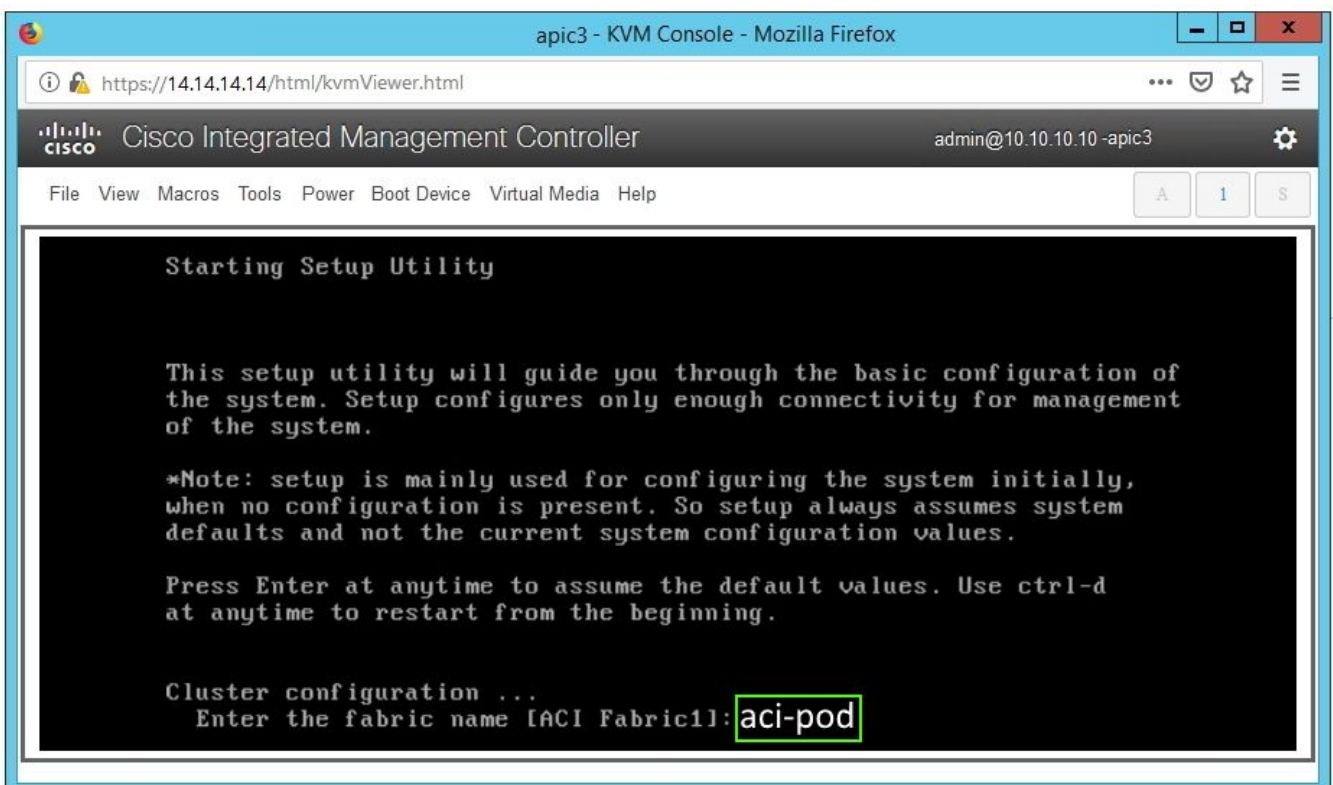 apic3 - KVM Console - Mozilla Firefox
https://14.14.14.14/html/kvmViewer.html
cisco Cisco Integrated Management Controller admin@10.10.10.10 -apic3
File View Macros Tools Power Boot Device Virtual Media Help A 1 S
Starting Setup Utility
This setup utility will guide you through the basic configuration of
the system. Setup configures only enough connectivity for management
of the system.
*Note: setup is mainly used for configuring the system initially,
when no configuration is present. So setup always assumes system
defaults and not the current system configuration values.
Press Enter at anytime to assume the default values. Use ctrl-d
at anytime to restart from the beginning.
Cluster configuration ...
Enter the fabric name [ACI Fabric1]: aci-pod